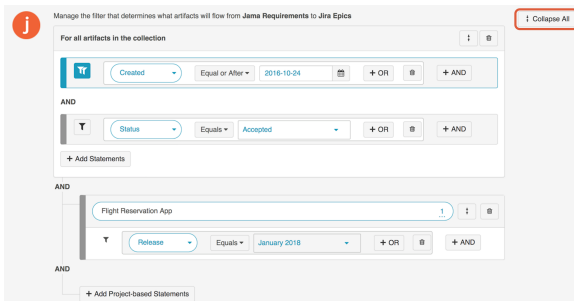 j
Manage the filter that determines what artifacts will flow from Jama Requirements to Jira Epics
Collapse All
For all artifacts in the collection
Created Equal or After 2016-10-24 + OR + AND
AND
Status Equals Accepted + OR + AND
+ Add Statements
AND
Flight Reservation App 1
Release Equals January 2018 + OR + AND
AND
+ Add Project-based Statements